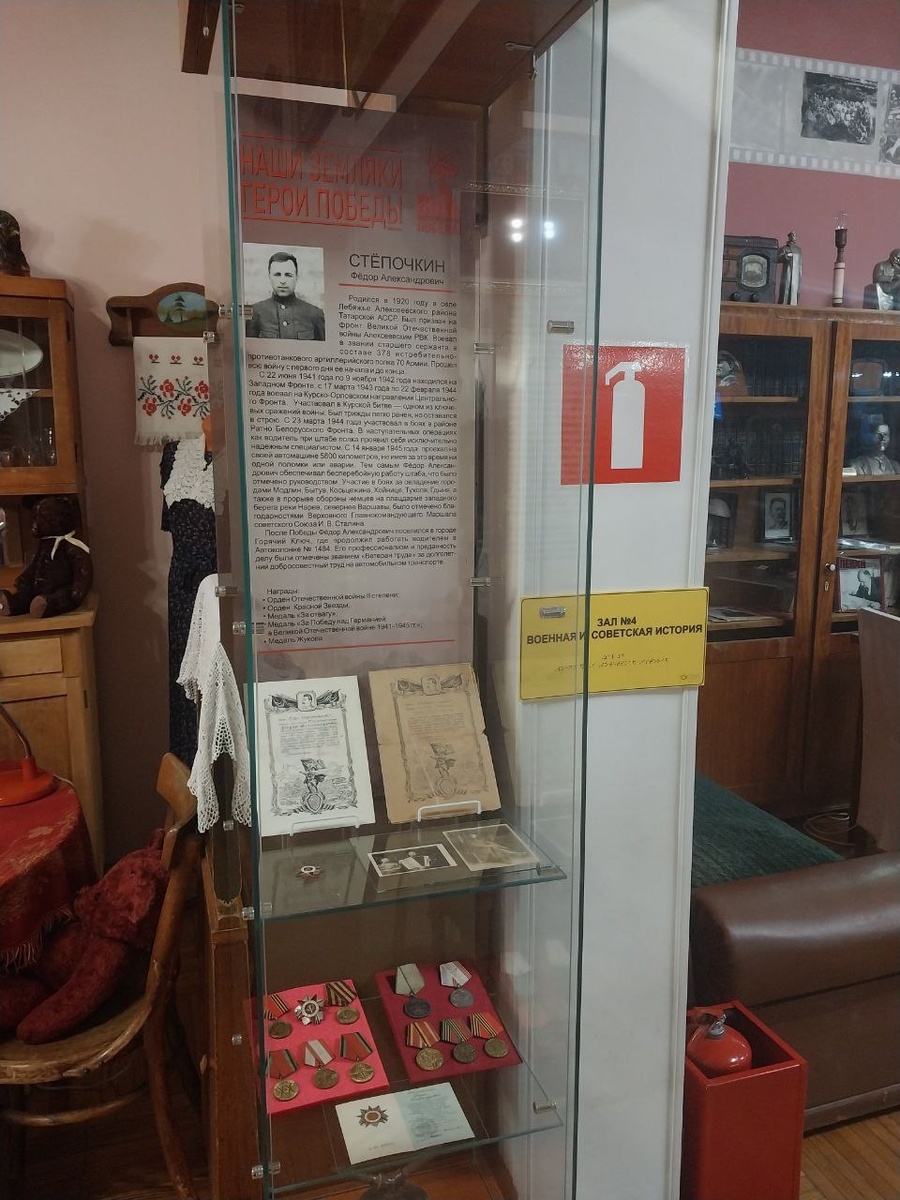 НАШИ ЗЕМЛЯКИ
ГЕРОИ ПОБЕДЫ
СТЁПОЧКИН
Фёдор Александрович
Родился в 1920 году в селе
Лебяжье Алексеевского района
Татарской АССР. Был призван на
фронт Великой Отечественной
войны Алексеевским РВК. Воевал
в звании старшего сержанта в
составе 378 истребительно-
противотанкового артиллерийского полка 70 Армии. Прошел
всю войну с первого дня ее начала и до конца.
С 22 июня 1941 года по 9 ноября 1942 года находился на
Западном Фронте, с 17 марта 1943 года по 22 февраля 1944
года воевал на Курско-Орловском направлении Центрально-
го Фронта. Участвовал в Курской битве — одном из ключе-
вых сражений войны. Был трижды легко ранен, но оставался
в строю. С 23 марта 1944 года участвовал в боях в районе
Ратно Белорусского Фронта. В наступательных операциях
как водитель при штабе полка проявил себя исключительно
надежным специалистом. С 14 января 1945 года проехал на
своей автомашине 5800 километров, не имея за это время ни
одной поломки или аварии. Тем самым Фёдор Алексан-
дрович обеспечивал бесперебойную работу штаба, что было
отмечено руководством. Участие в боях за овладение горо-
дами Модлин, Бытув, Косьцежина, Хойнице, Тухоля, Гдыня, а
также в прорыве обороны немцев на плацдарме западного
берега реки Нарев, севернее Варшавы, было отмечено бла-
годарностями Верховного Главнокомандующего Маршала
Советского Союза И. В. Сталина.
После Победы Фёдор Александрович поселился в городе
Горячий Ключ, где продолжил работать водителем в
Автоколонне № 1484. Его профессионализм и преданность
делу были отмечены званием «Ветеран труда» за долголет-
ний добросовестный труд на автомобильном транспорте.
Награды:
• Орден Отечественной войны II степени;
• Орден Красной Звезды,
• Медаль «За отвагу»,
• Медаль «За Победу над Германией
в Великой Отечественной войне 1941-1945 гг.»;
• Медаль Жукова
ЗАЛ №4
ВОЕННАЯ И СОВЕТСКАЯ ИСТОРИЯ